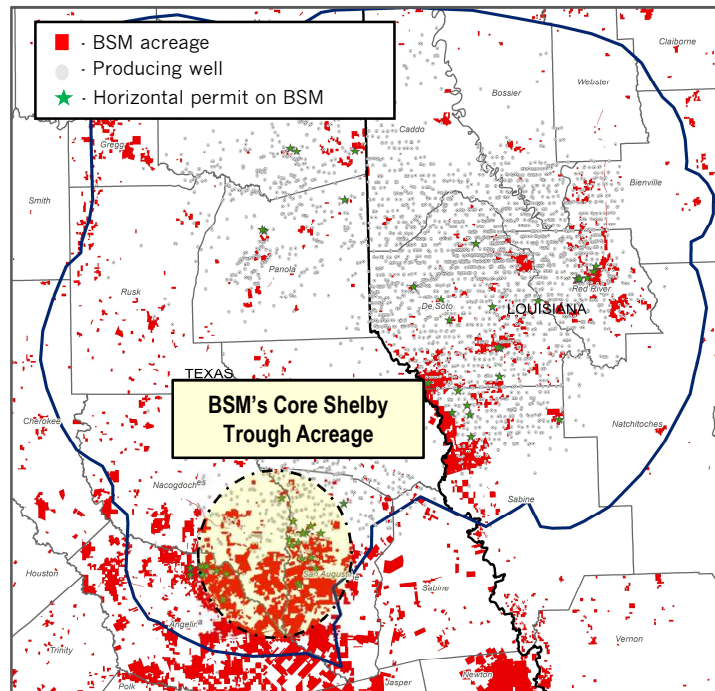 - BSM acreage
- Producing well
- Horizontal permit on BSM
Claiborne
Webster
Bossier
Caddo
Gregg
Bienville
Smith
Panola
Rusk
De Soto
Red River
LOUISIANA
TEXAS
BSM's Core Shelby
Trough Acreage
Cherokee
Natchitoches
Nacogdoches
Sabine
San Augustine
Houston
Sabine
Angelina
Vernon
Trinity
Newton
Jasper
Polk